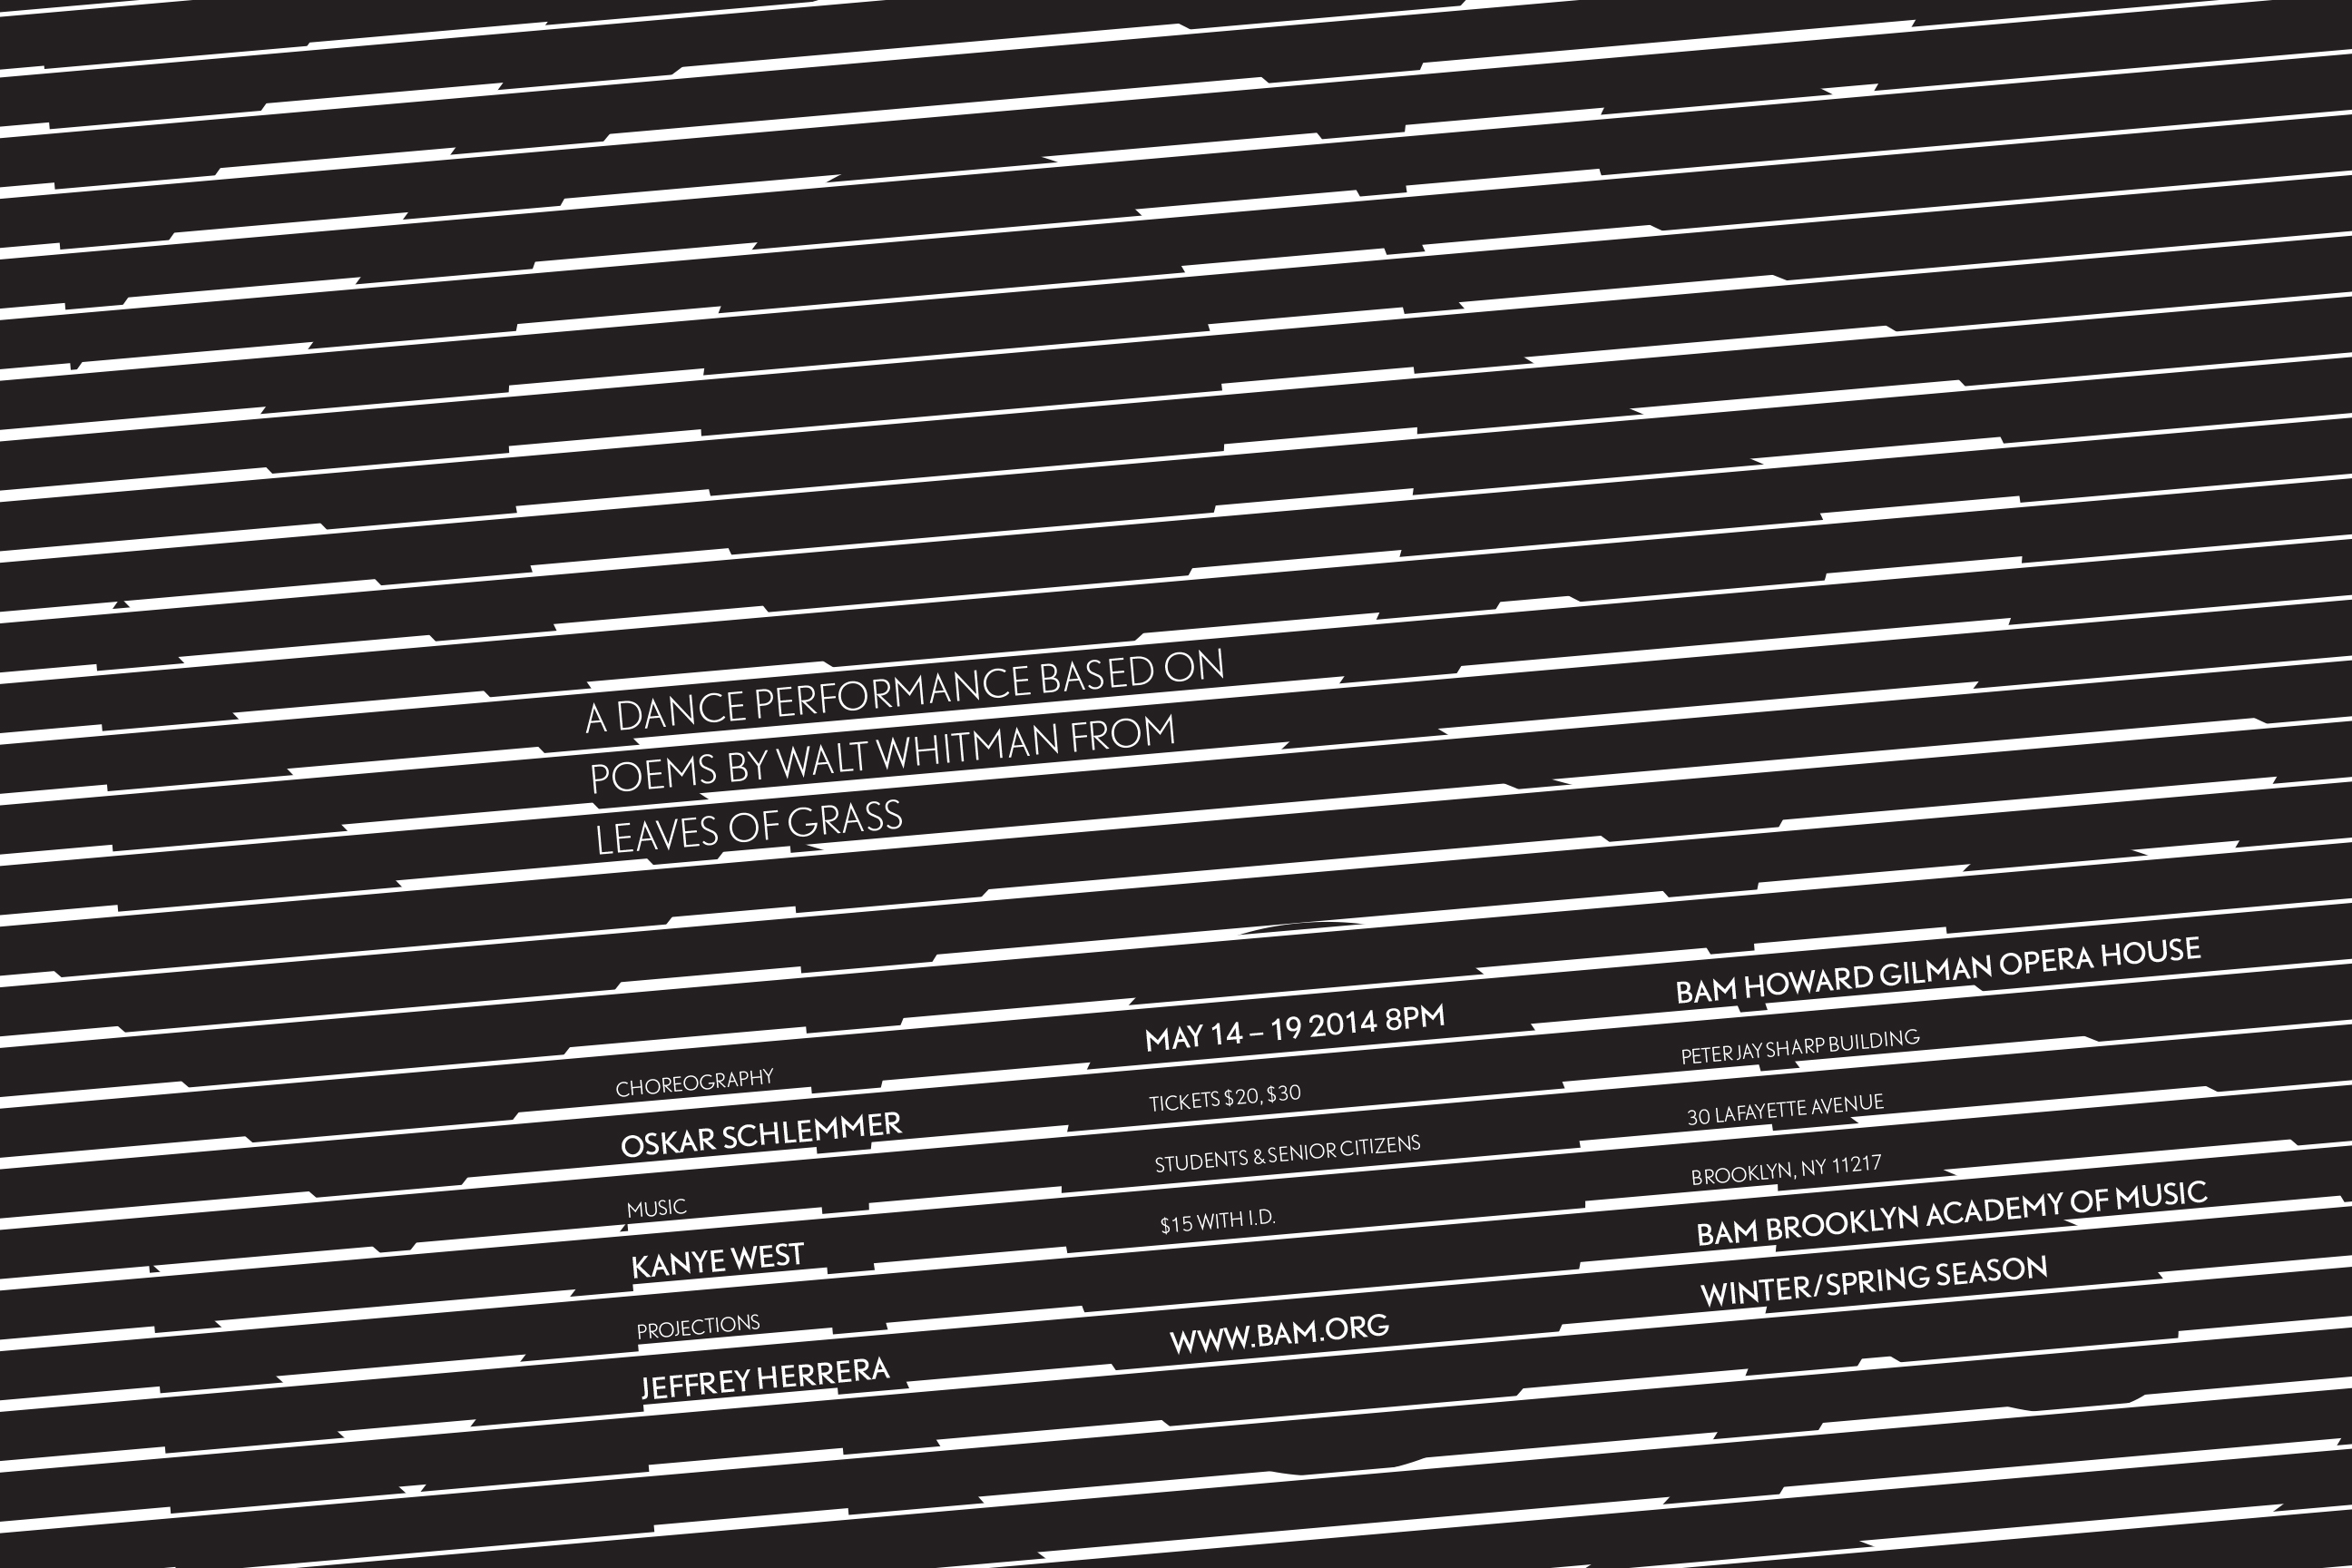 A DANCE PERFORMANCE BASED ON
POEMS BY WALT WHITMAN FROM
LEAVES OF GRASS
CHOREOGRAPHY
OSKAR SCHLEMMER
MUSIC
KANYE WEST
PROJECTIONS
JEFFREY HERRERA
MAY 14 – 19 2014 8PM
TICKETS $20, $30
STUDENTS & SENIOR CITIZENS
$15 WITH I.D.
WWW.BAM.ORG
BAM HOWARD GILMAN OPERA HOUSE
PETER JAY SHARP BUILDING
30 LAFAYETTE AVENUE
BROOKLYN, NY 11217
BAM BROOKLYN ACADEMY OF MUSIC
WINTER/SPRING SEASON